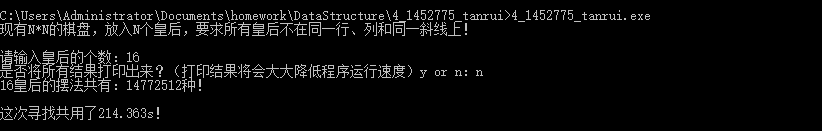 C:\Users\Administrator\Documents\homework\DataStructure\4_1452775_tanrui>4_1452775_tanrui.exe
现有N*N的棋盘，放入N个皇后，要求所有皇后不在同一行、列和同一斜线上！
请输入皇后的个数：16
是否将所有结果打印出来？（打印结果将会大大降低程序运行速度）y or n：n
16皇后的摆法共有：14772512种！
这次寻找共用了214.363s！